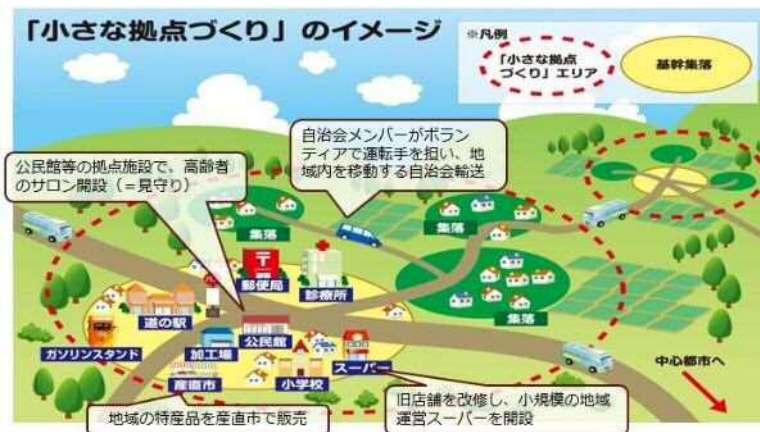 「小さな拠点づくり」のイメージ
※凡例
「小さな拠点
づくり」エリア
基幹集落
自治会メンバーがボラン
ティアで運転手を担い、地
域内を移動する自治会輸送
公民館等の拠点施設で、高齢者
のサロン開設（＝見守り）
集落
集落
郵便局
診療所
道の駅
集落
公民館
ガソリンスタンド
加工場
スーパー
中心都市へ
産直市
小学校
地域の特産品を産直市で販売
旧店舗を改修し、小規模の地域
運営スーパーを開設